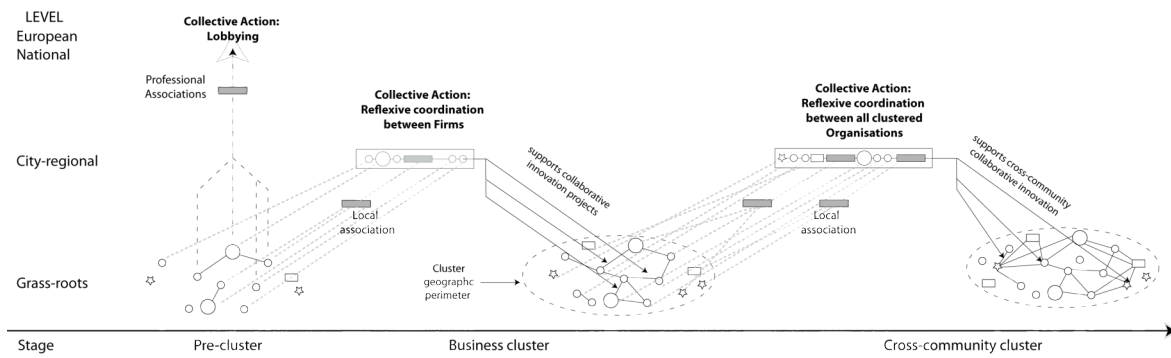 LEVEL
European
National
Collective Action:
Lobbying
Professional
Associations
Collective Action:
Reflexive coordination
between Firms
Collective Action:
Reflexive coordination
between all clustered
Organisations
City-regional
supports collaborative
innovation projects
supports cross-community
collaborative innovation
Local
association
Local
association
Cluster
geographc
perimeter
Grass-roots
Stage
Pre-cluster
Business cluster
Cross-community cluster